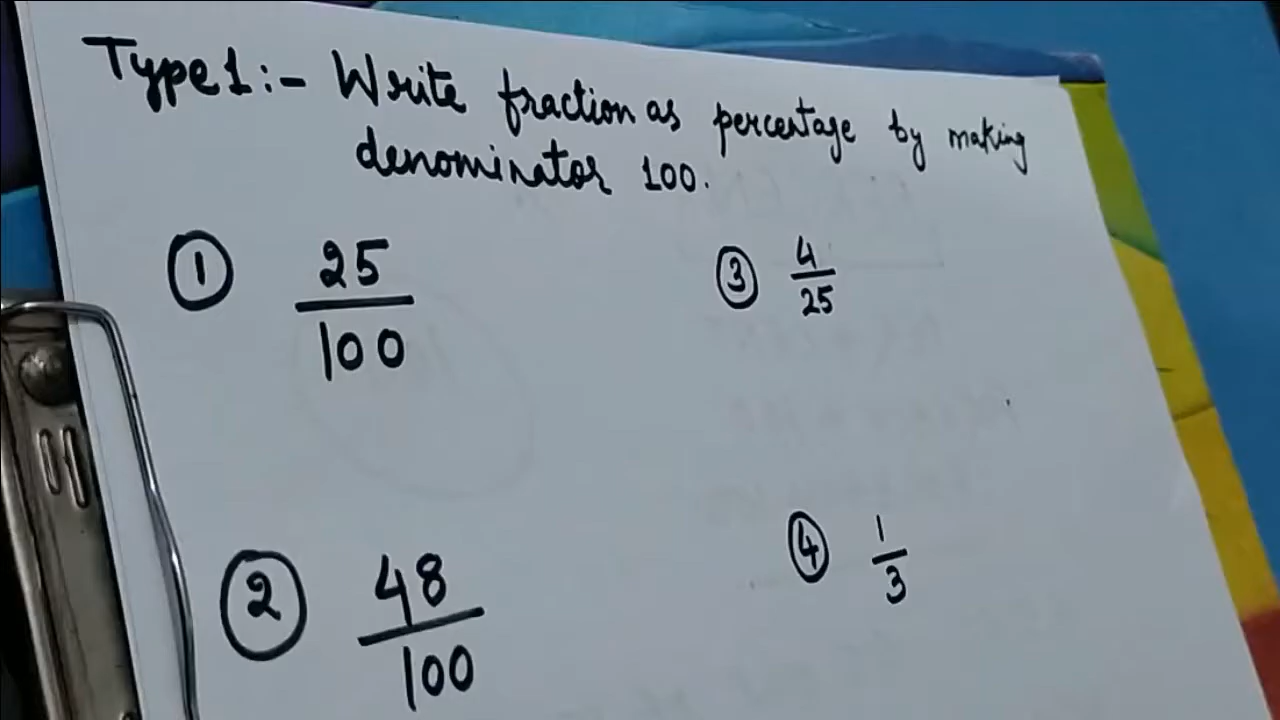 Type1:- Write fraction as percentage by making
denominator 100.
① 25/100
③ 4/25
② 48/100
④ 1/3